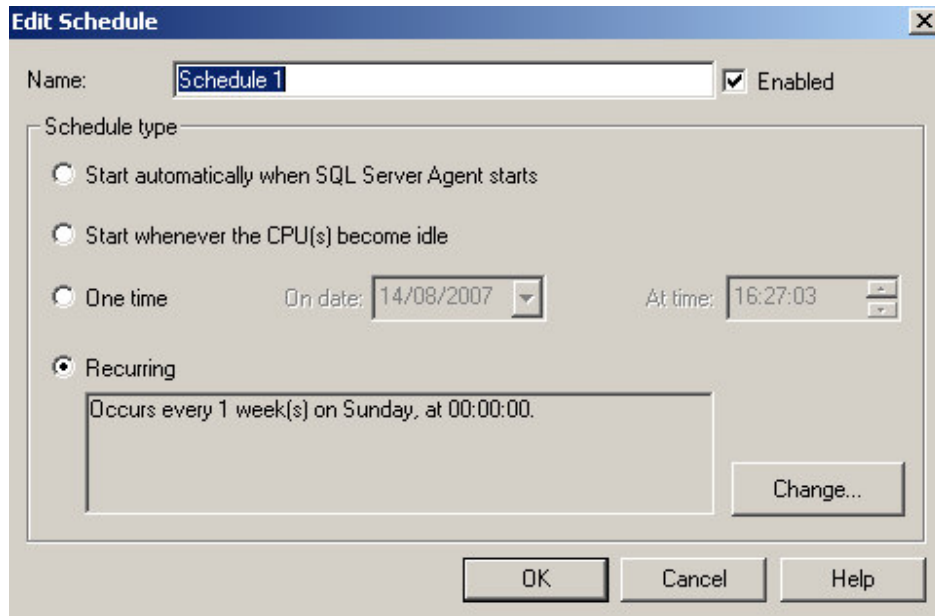 Edit Schedule
Name: Schedule 1 Enabled
Schedule type
Start automatically when SQL Server Agent starts
Start whenever the CPU(s) become idle
One time On date: 14/08/2007 At time: 16:27:03
Recurring
Occurs every 1 week(s) on Sunday, at 00:00:00.
Change...
OK Cancel Help